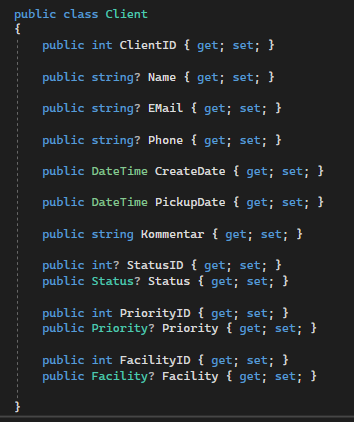 public class Client
{
public int ClientID { get; set; }
public string? Name { get; set; }
public string? EMail { get; set; }
public string? Phone { get; set; }
public DateTime CreateDate { get; set; }
public DateTime PickupDate { get; set; }
public string Kommentar { get; set; }
public int? StatusID { get; set; }
public Status? Status { get; set; }
public int PriorityID { get; set; }
public Priority? Priority { get; set; }
public int FacilityID { get; set; }
public Facility? Facility { get; set; }
}